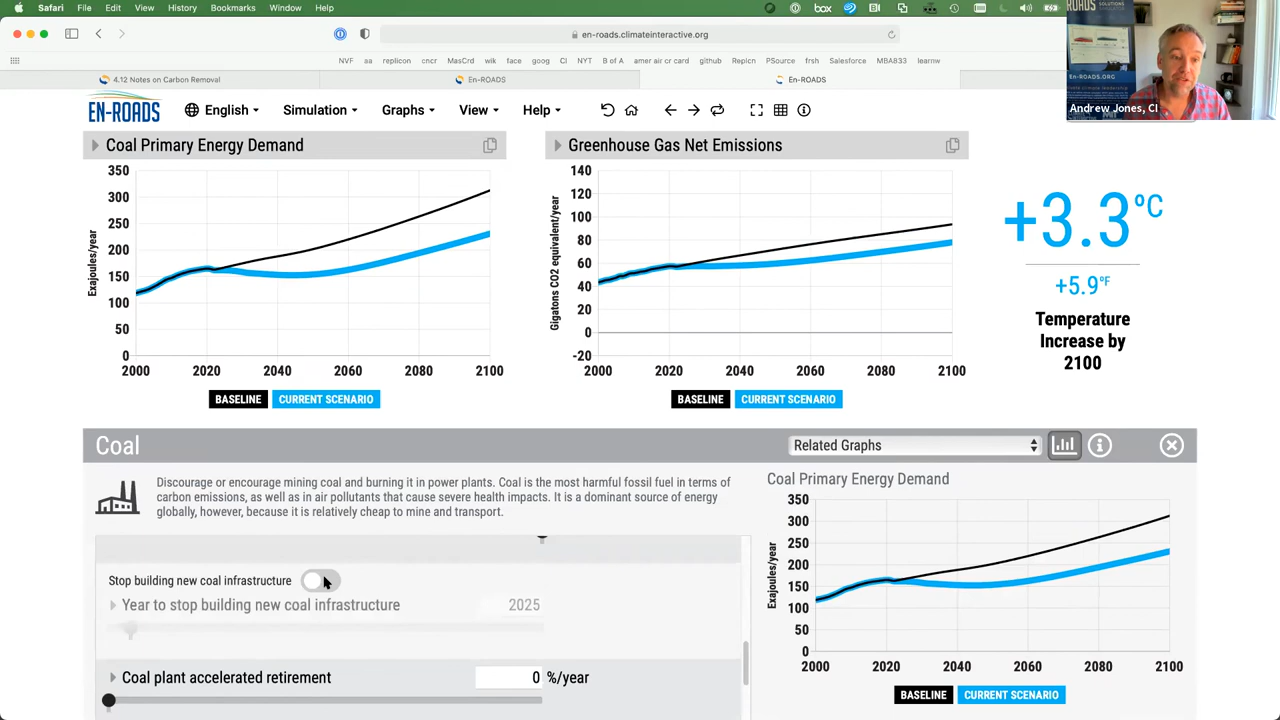 Safari File Edit View History Bookmarks Window Help
en-roads.climateinteractive.org
NVF aa polit cnsr MasCrd wik face goog CI NYT B of A amer air or card github Replcn PSource frsh Salesforce MBA833 learnw
4.12 Notes on Carbon Removal
En-ROADS
En-ROADS
EN-ROADS
English
Simulation
View
Help
EN-ROADS.ORG
Andrew Jones, CI
Coal Primary Energy Demand
350
300
250
200
150
100
50
0
Exajoules/year
2000 2020 2040 2060 2080 2100
BASELINE CURRENT SCENARIO
Greenhouse Gas Net Emissions
140
120
100
80
60
40
20
0
-20
Gigatons CO2 equivalent/year
2000 2020 2040 2060 2080 2100
BASELINE CURRENT SCENARIO
+3.3°C
+5.9°F
Temperature
Increase by
2100
Coal
Related Graphs
Discourage or encourage mining coal and burning it in power plants. Coal is the most harmful fossil fuel in terms of
carbon emissions, as well as in air pollutants that cause severe health impacts. It is a dominant source of energy
globally, however, because it is relatively cheap to mine and transport.
Stop building new coal infrastructure
Year to stop building new coal infrastructure 2025
Coal plant accelerated retirement 0 %/year
Coal Primary Energy Demand
350
300
250
200
150
100
50
0
Exajoules/year
2000 2020 2040 2060 2080 2100
BASELINE CURRENT SCENARIO